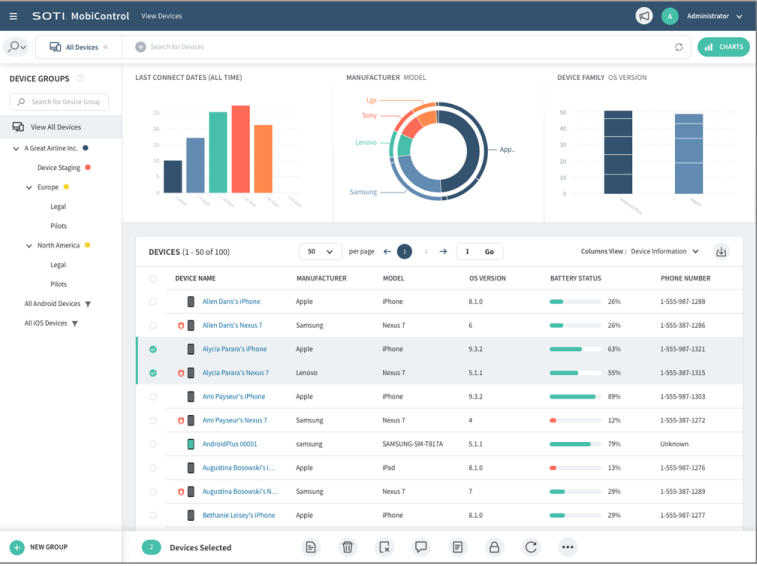 SOTI MobiControl View Devices A Administrator
All Devices « Search for Devices CHARTS
DEVICE GROUPS
Search for Device Group
View All Devices
A Great Airline Inc.
Device Staging
Europe
Legal
Pilots
North America
Legal
Pilots
All Android Devices
All iOS Devices
NEW GROUP
LAST CONNECT DATES (ALL TIME)
MANUFACTURER MODEL
Lge
Sony
Lenovo
Samsung
App..
DEVICE FAMILY OS VERSION
50
40
30
20
10
0
Android Plus
Apple
DEVICES (1 - 50 of 100) 50 per page 1 2 1 Go Columns View : Device Information
DEVICE NAME MANUFACTURER MODEL OS VERSION BATTERY STATUS PHONE NUMBER
Allen Daris's iPhone Apple iPhone 8.1.0 26% 1-555-987-1288
Allen Daris's Nexus 7 Samsung Nexus 7 6 26% 1-555-387-1286
Alycia Parara's iPhone Apple iPhone 9.3.2 63% 1-555-987-1321
Alycia Parara's Nexus 7 Lenovo Nexus 7 5.1.1 55% 1-555-387-1315
Ami Payseur's iPhone Apple iPhone 9.3.2 89% 1-555-987-1303
Ami Payseur's Nexus 7 Samsung Nexus 7 4 12% 1-555-387-1272
AndroidPlus 00001 samsung SAMSUNG-SM-T817A 5.1.1 79% Unknown
Augustina Bosowski's i... Apple iPad 8.1.0 13% 1-555-987-1276
Augustina Bosowski's N... Samsung Nexus 7 7 29% 1-555-387-1289
Bethanie Leisey's iPhone Apple iPhone 8.1.0 29% 1-555-987-1277
2 Devices Selected